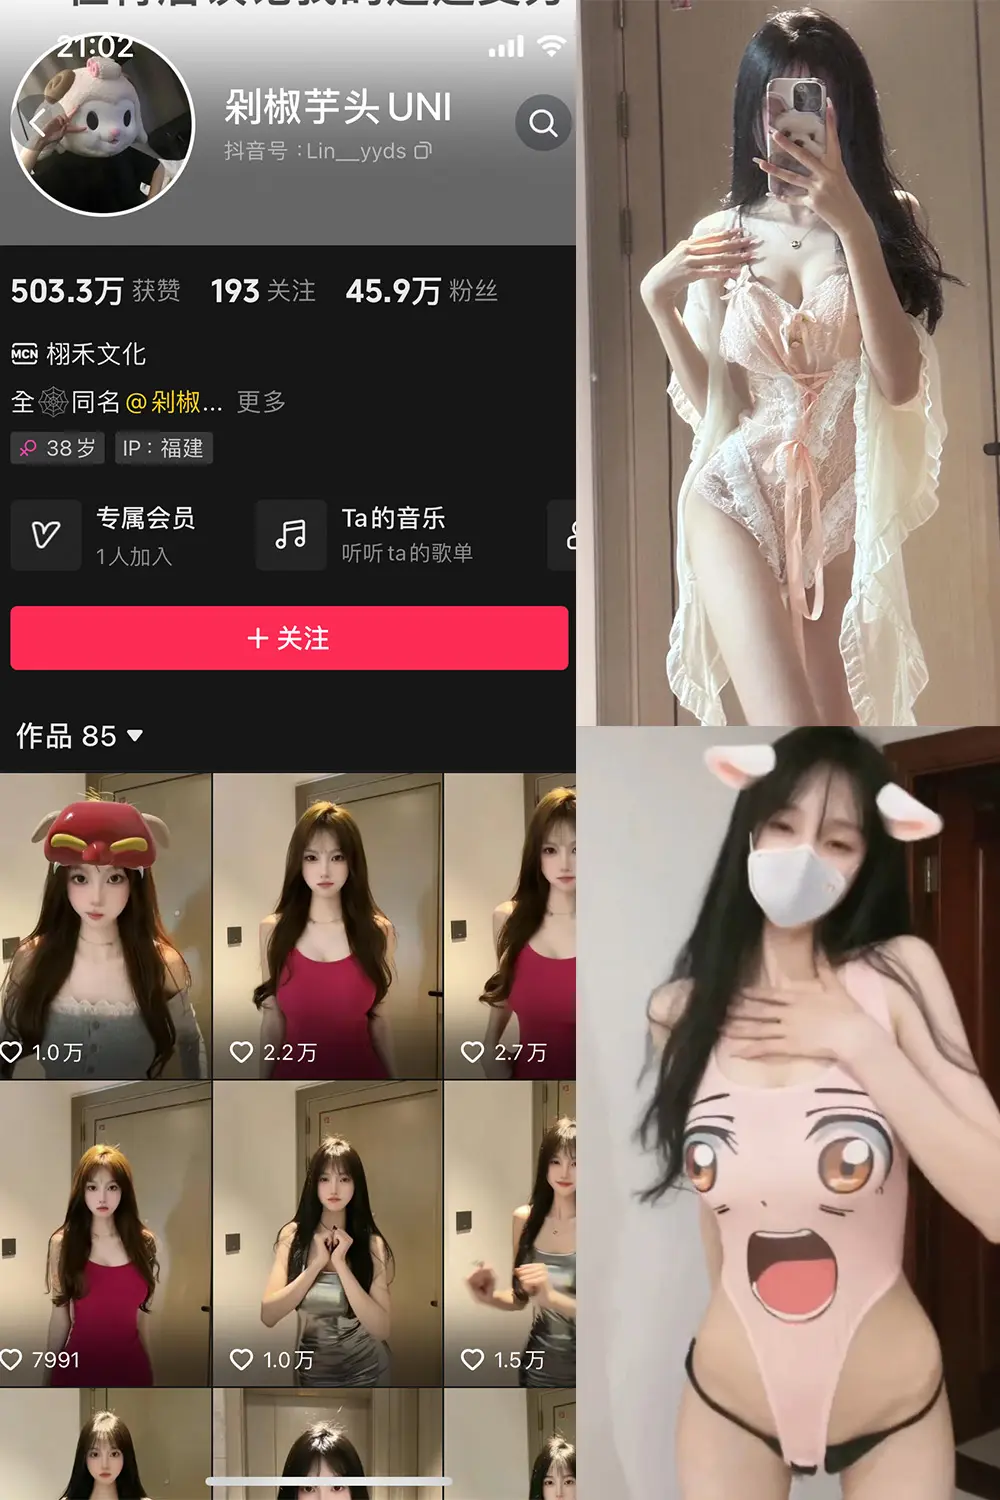 21:02
剁椒芋头UNI
抖音号：Lin__yyds
503.3万 获赞 193 关注 45.9万 粉丝
MCN 栩禾文化
全🕸同名@剁椒... 更多
38岁 IP：福建
专属会员
1人加入
Ta的音乐
听听ta的歌单
+ 关注
作品 85
1.0万
2.2万
2.7万
7991
1.0万
1.5万